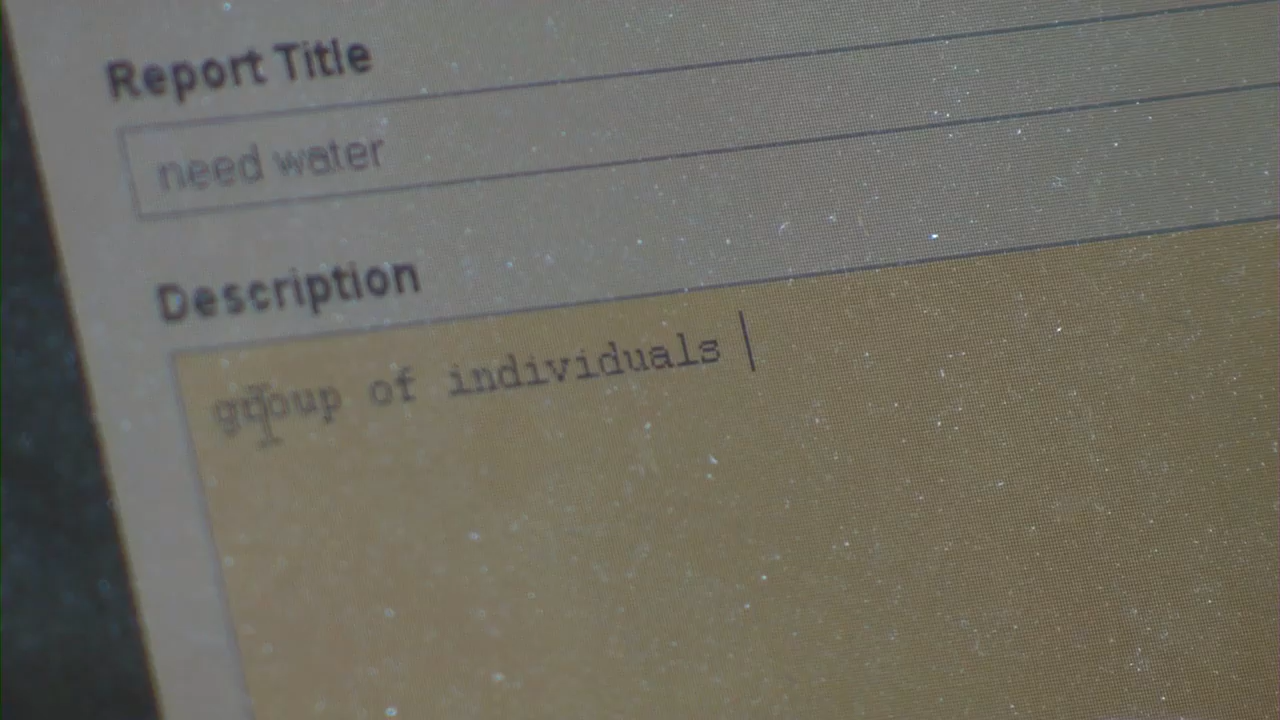 Report Title
need water
Description
group of individuals